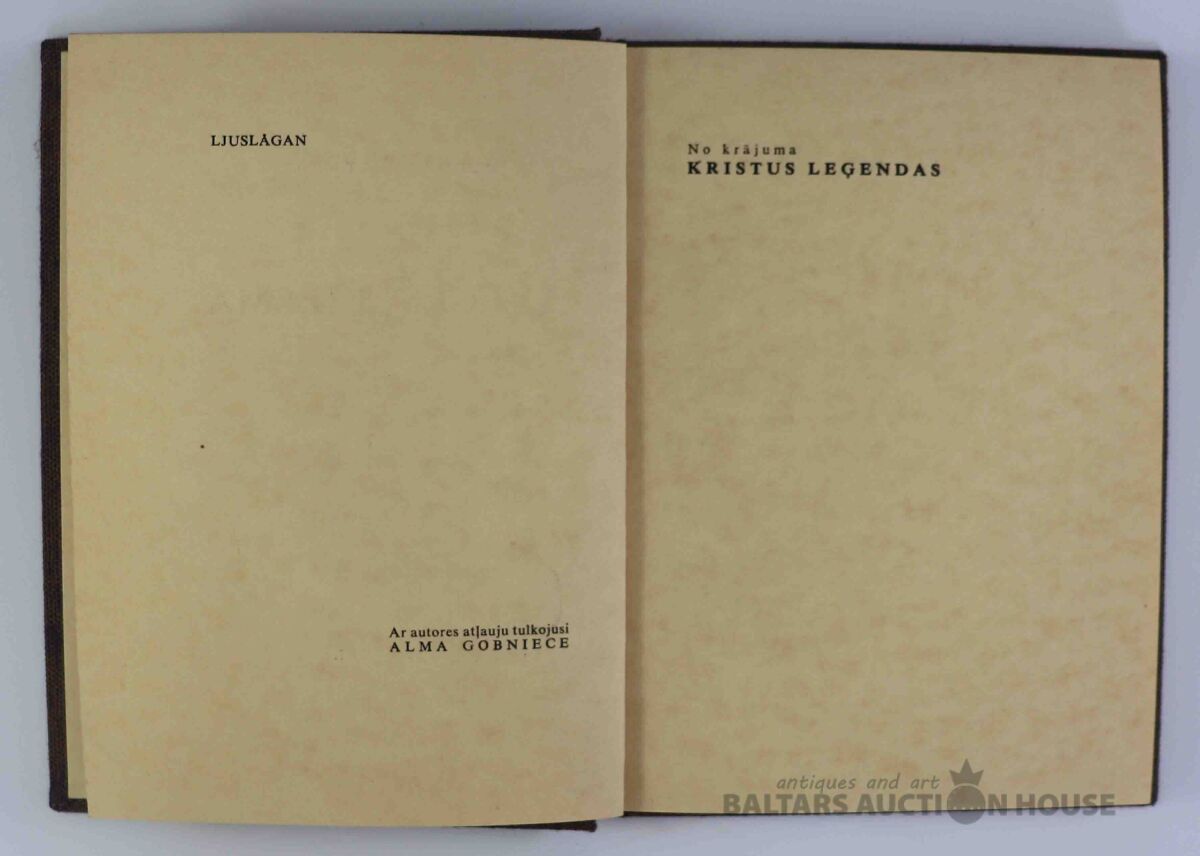 LJUSLÅGAN
Ar autores atļauju tulkojusi
ALMA GOBNIECE
No krājuma
KRISTUS LEĢENDAS
antiques and art
BALTARS AUCTION HOUSE